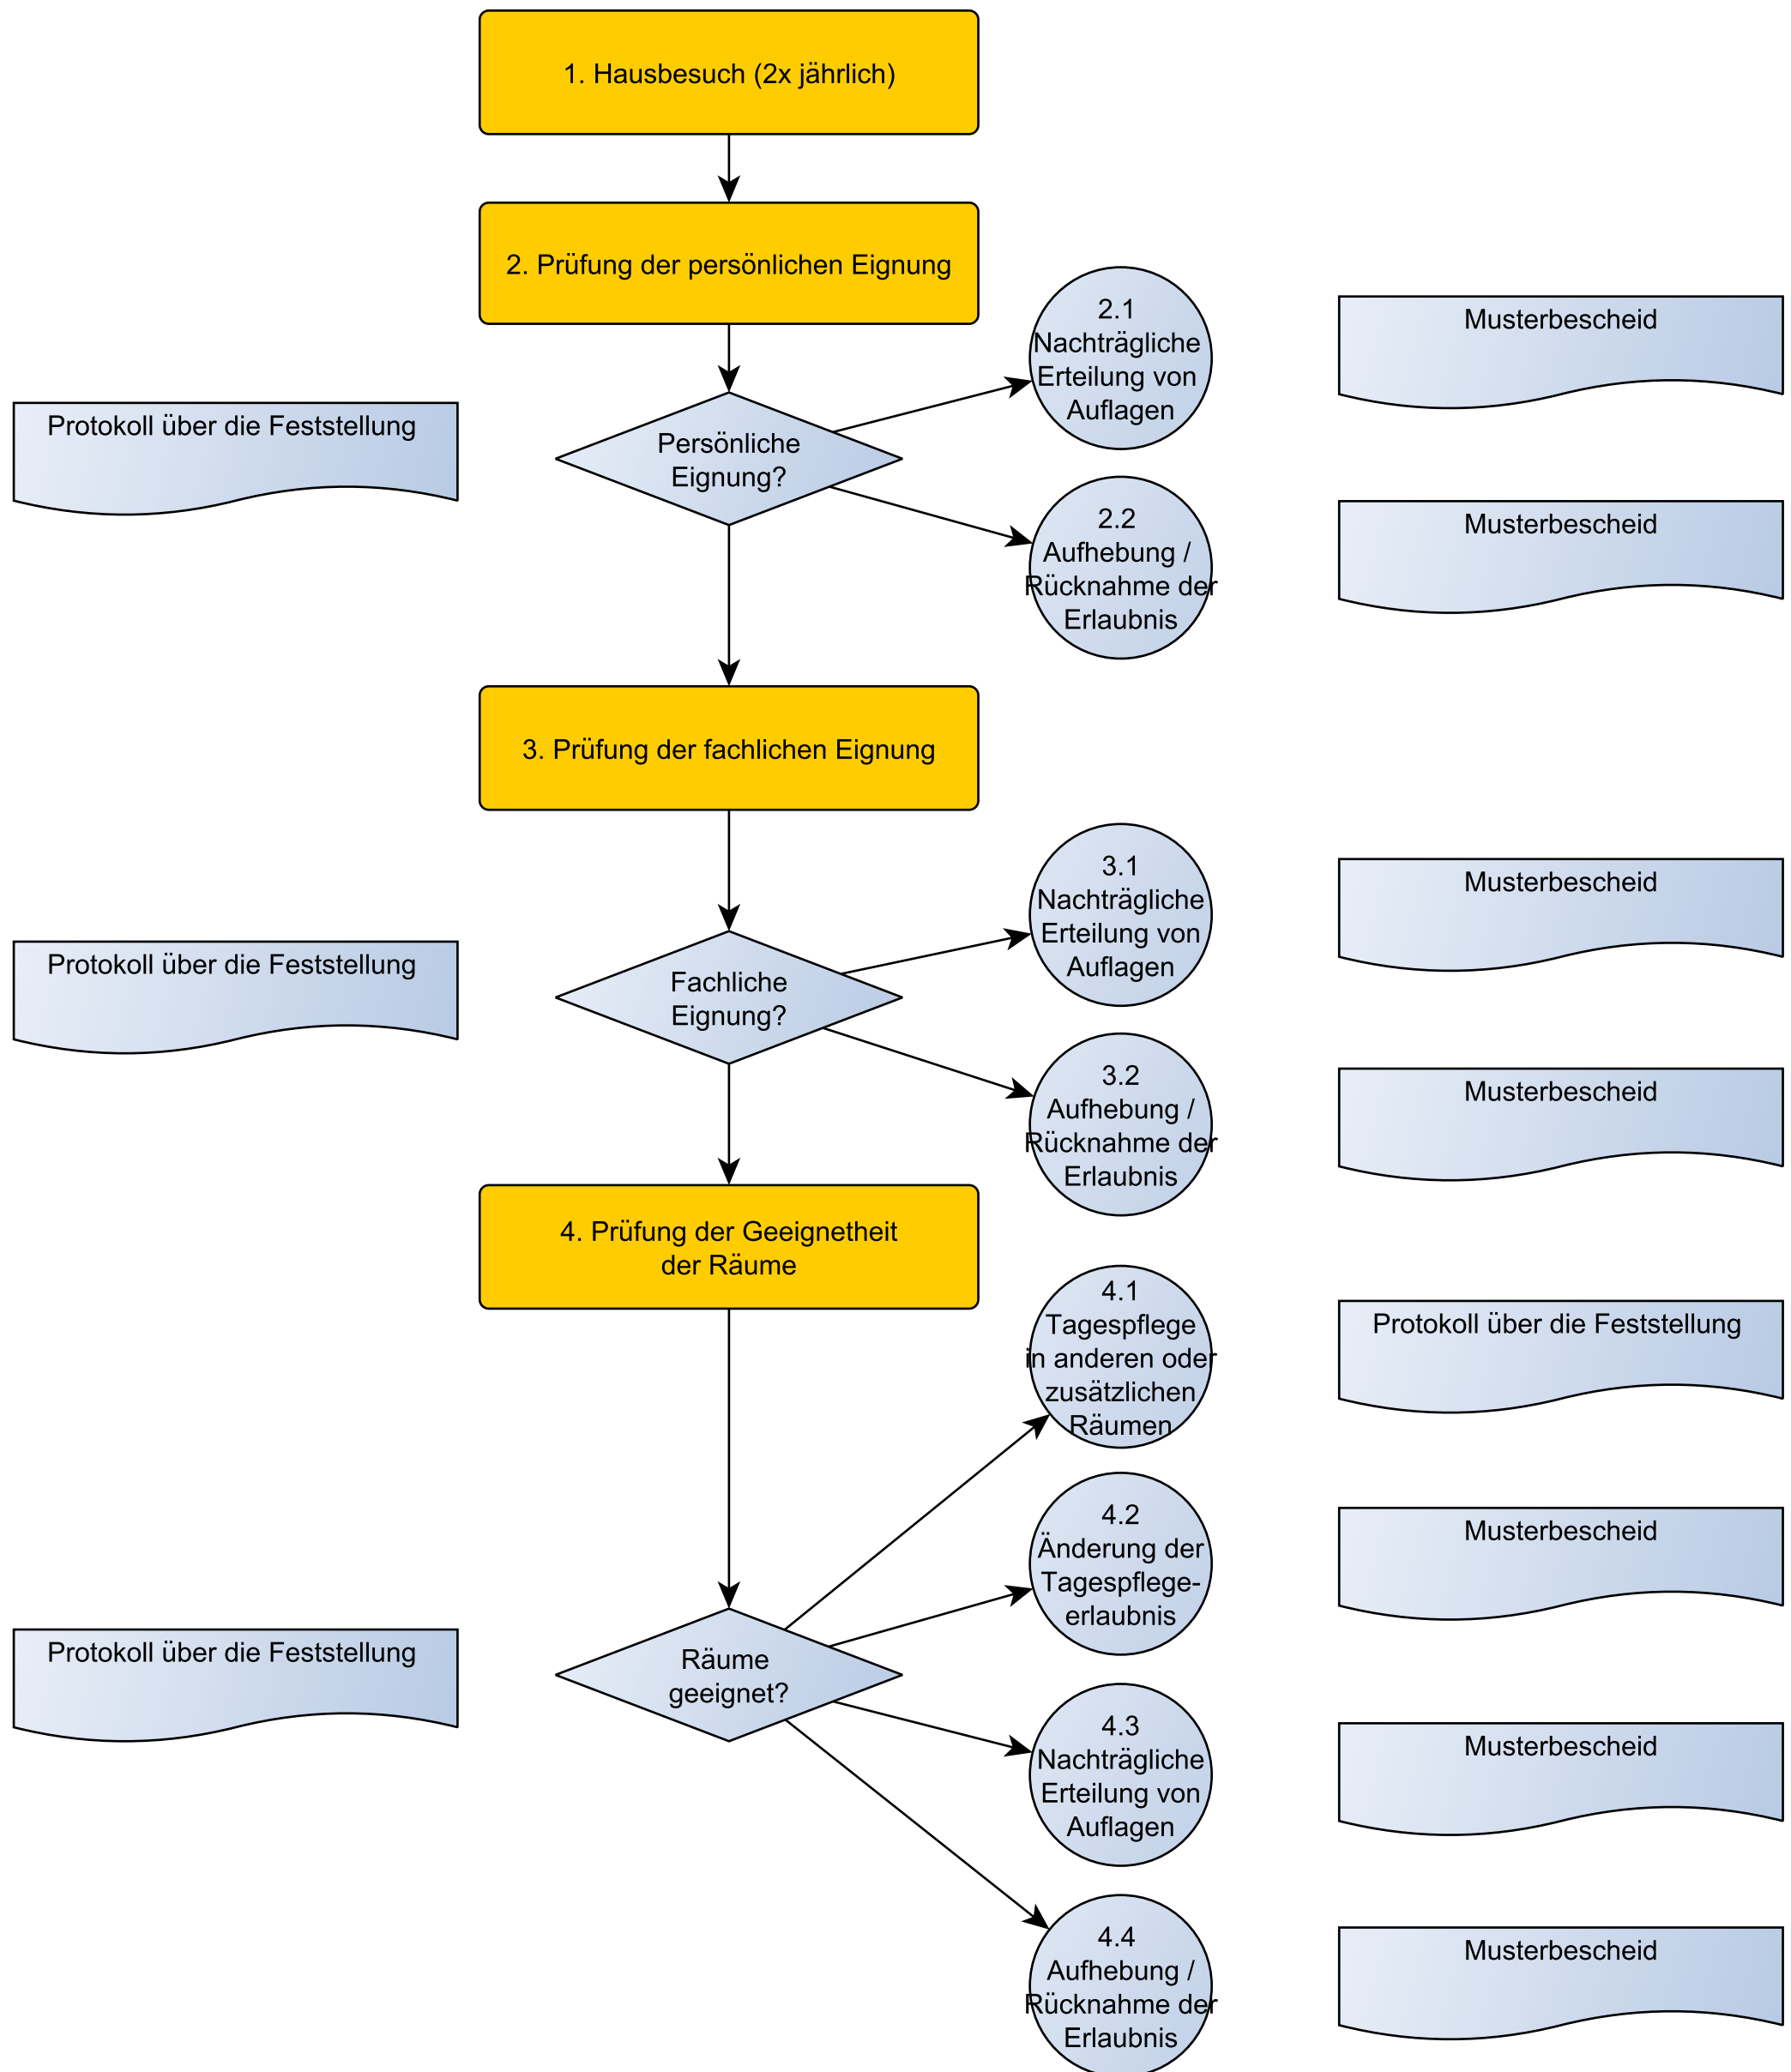 1. Hausbesuch (2x jährlich)
2. Prüfung der persönlichen Eignung
2.1
Nachträgliche
Erteilung von
Auflagen
Musterbescheid
Protokoll über die Feststellung
Persönliche
Eignung?
2.2
Aufhebung /
Rücknahme der
Erlaubnis
Musterbescheid
3. Prüfung der fachlichen Eignung
3.1
Nachträgliche
Erteilung von
Auflagen
Musterbescheid
Protokoll über die Feststellung
Fachliche
Eignung?
3.2
Aufhebung /
Rücknahme der
Erlaubnis
Musterbescheid
4. Prüfung der Geeignetheit
der Räume
4.1
Tagespflege
in anderen oder
zusätzlichen
Räumen
Protokoll über die Feststellung
4.2
Änderung der
Tagespflege-
erlaubnis
Musterbescheid
Protokoll über die Feststellung
Räume
geeignet?
4.3
Nachträgliche
Erteilung von
Auflagen
Musterbescheid
4.4
Aufhebung /
Rücknahme der
Erlaubnis
Musterbescheid